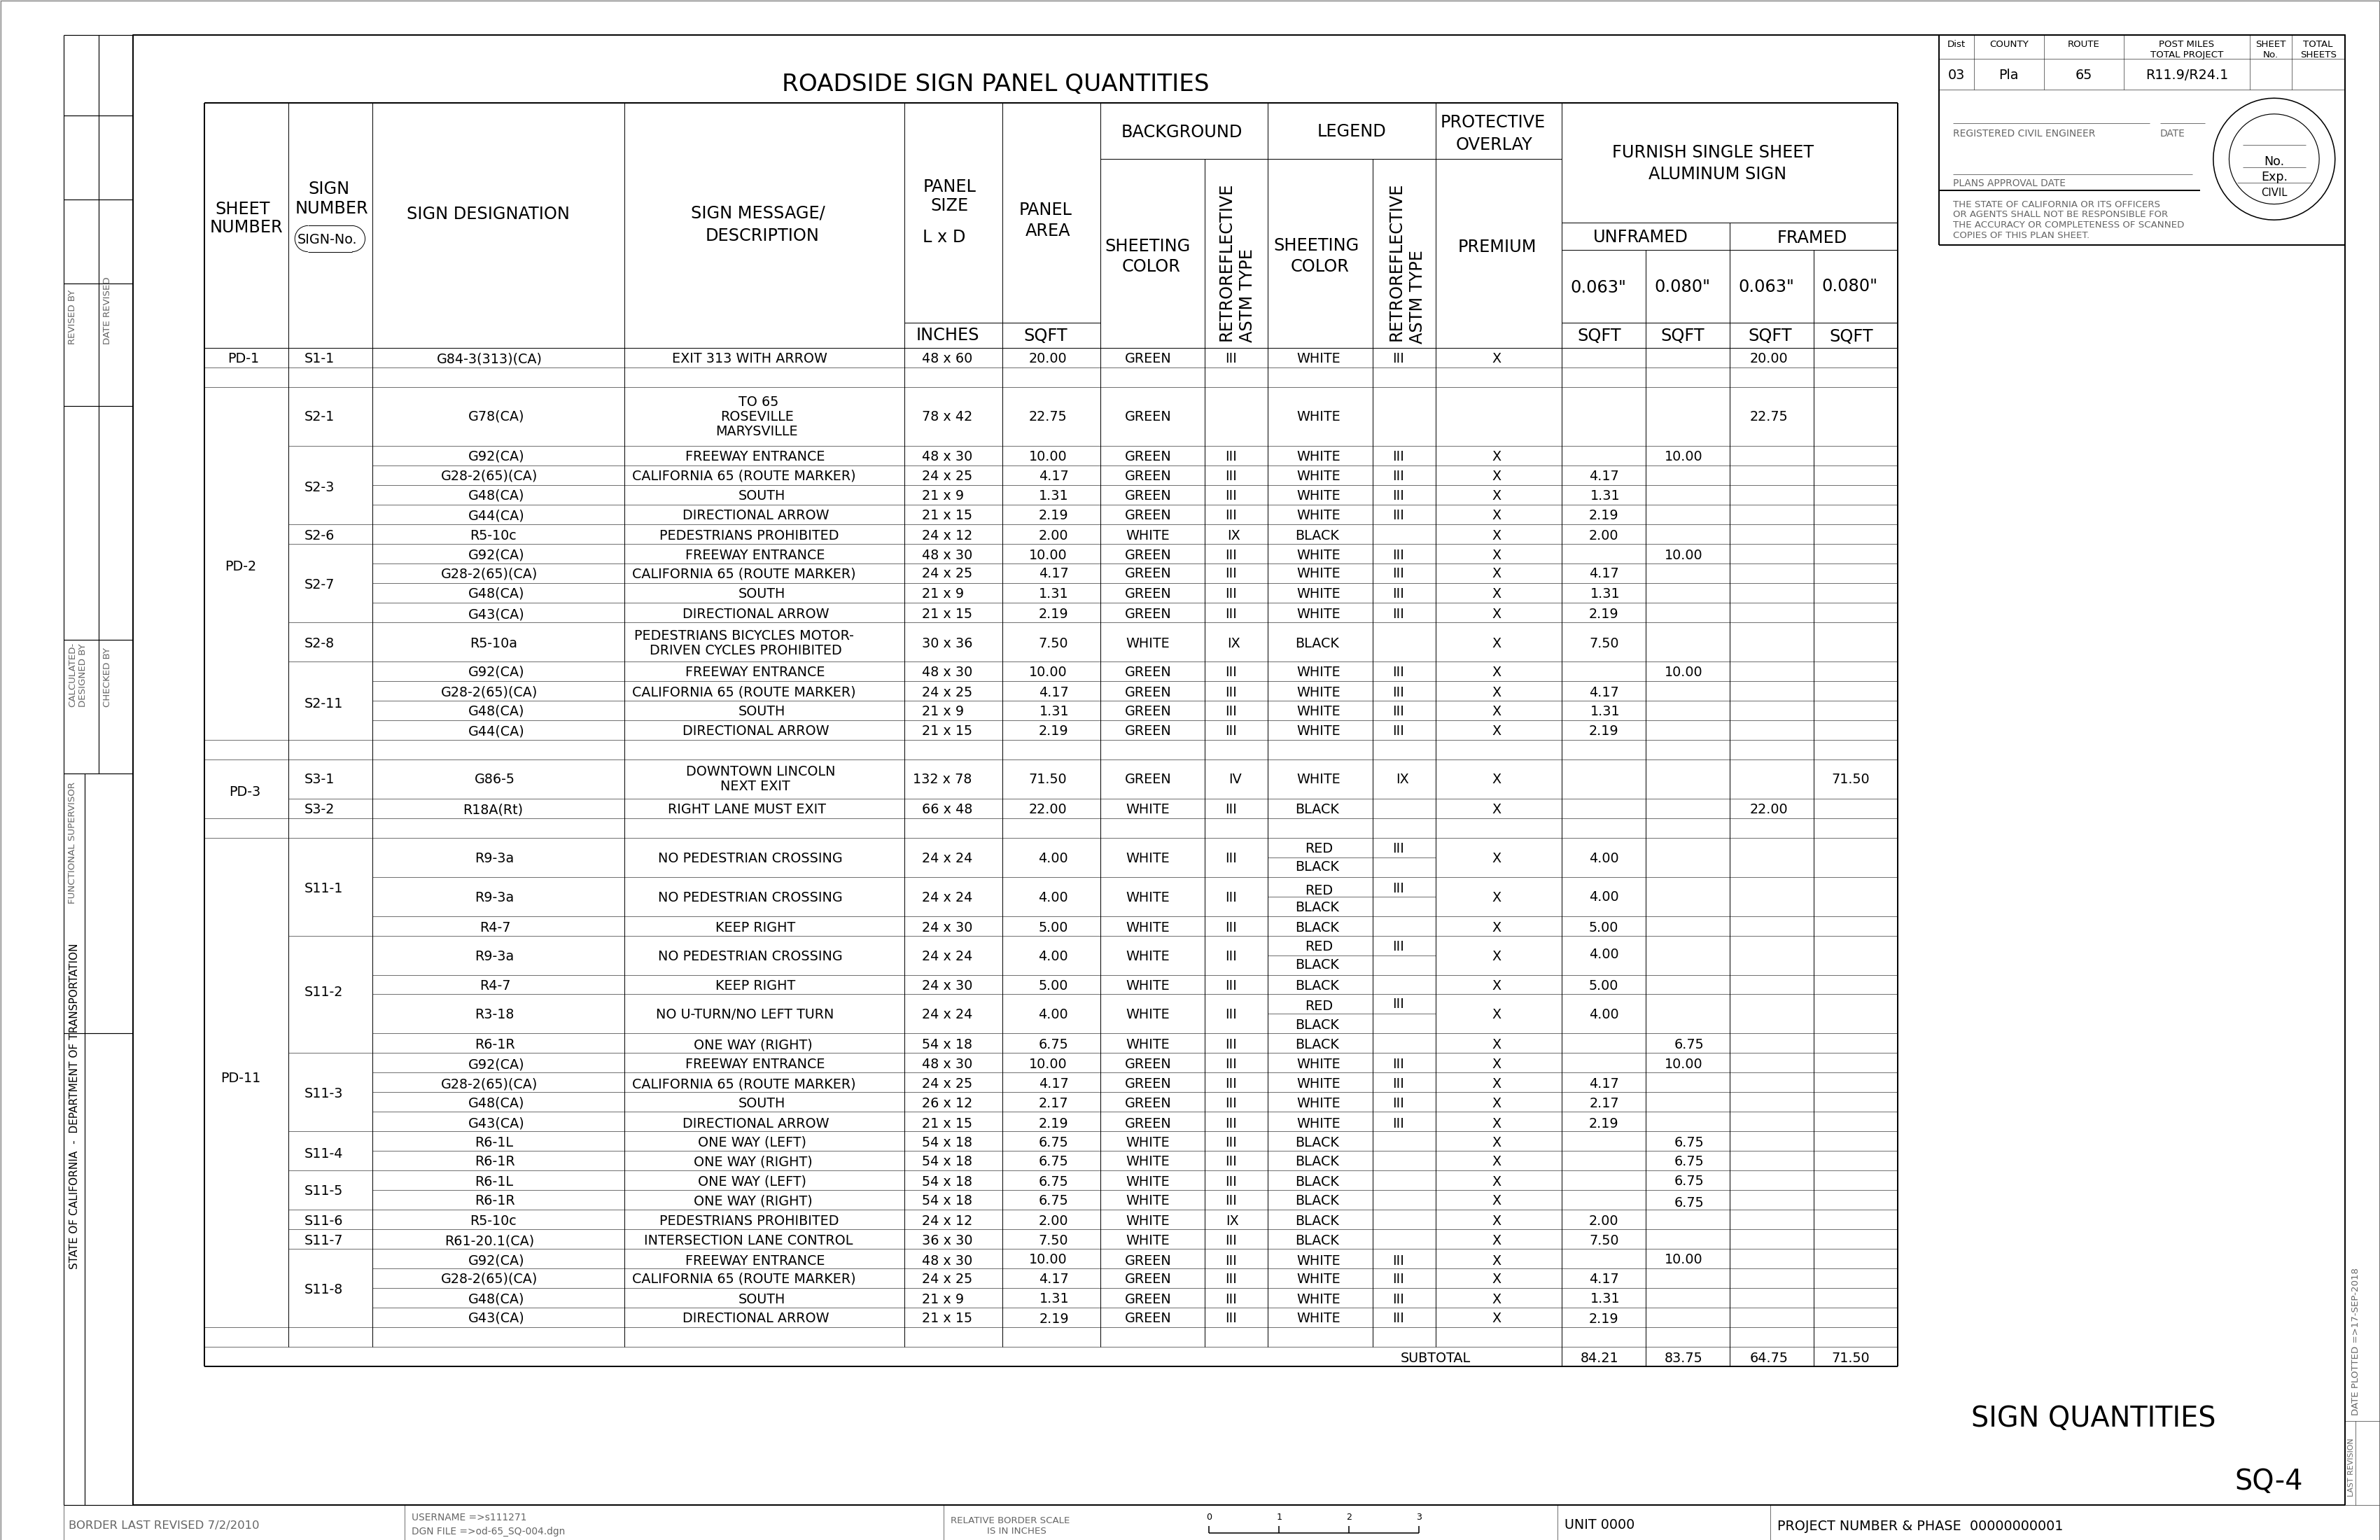 ROADSIDE SIGN PANEL QUANTITIES
Dist COUNTY ROUTE POST MILES TOTAL PROJECT SHEET No. TOTAL SHEETS
03 Pla 65 R11.9/R24.1
REGISTERED CIVIL ENGINEER DATE
PLANS APPROVAL DATE
No.
Exp.
CIVIL
THE STATE OF CALIFORNIA OR ITS OFFICERS
OR AGENTS SHALL NOT BE RESPONSIBLE FOR
THE ACCURACY OR COMPLETENESS OF SCANNED
COPIES OF THIS PLAN SHEET.
SHEET NUMBER
SIGN NUMBER
SIGN-No.
SIGN DESIGNATION
SIGN MESSAGE/ DESCRIPTION
PANEL SIZE
L x D
INCHES
PANEL AREA
SQFT
BACKGROUND
SHEETING COLOR
RETROREFLECTIVE ASTM TYPE
LEGEND
SHEETING COLOR
RETROREFLECTIVE ASTM TYPE
PROTECTIVE OVERLAY
PREMIUM
FURNISH SINGLE SHEET
ALUMINUM SIGN
UNFRAMED FRAMED
0.063" 0.080" 0.063" 0.080"
SQFT SQFT SQFT SQFT
PD-1 S1-1 G84-3(313)(CA) EXIT 313 WITH ARROW 48 x 60 20.00 GREEN III WHITE III X 20.00
PD-2
S2-1 G78(CA) TO 65 ROSEVILLE MARYSVILLE 78 x 42 22.75 GREEN WHITE 22.75
S2-3 G92(CA) FREEWAY ENTRANCE 48 x 30 10.00 GREEN III WHITE III X 10.00
G28-2(65)(CA) CALIFORNIA 65 (ROUTE MARKER) 24 x 25 4.17 GREEN III WHITE III X 4.17
G48(CA) SOUTH 21 x 9 1.31 GREEN III WHITE III X 1.31
G44(CA) DIRECTIONAL ARROW 21 x 15 2.19 GREEN III WHITE III X 2.19
S2-6 R5-10c PEDESTRIANS PROHIBITED 24 x 12 2.00 WHITE IX BLACK X 2.00
S2-7 G92(CA) FREEWAY ENTRANCE 48 x 30 10.00 GREEN III WHITE III X 10.00
G28-2(65)(CA) CALIFORNIA 65 (ROUTE MARKER) 24 x 25 4.17 GREEN III WHITE III X 4.17
G48(CA) SOUTH 21 x 9 1.31 GREEN III WHITE III X 1.31
G43(CA) DIRECTIONAL ARROW 21 x 15 2.19 GREEN III WHITE III X 2.19
S2-8 R5-10a PEDESTRIANS BICYCLES MOTOR-DRIVEN CYCLES PROHIBITED 30 x 36 7.50 WHITE IX BLACK X 7.50
S2-11 G92(CA) FREEWAY ENTRANCE 48 x 30 10.00 GREEN III WHITE III X 10.00
G28-2(65)(CA) CALIFORNIA 65 (ROUTE MARKER) 24 x 25 4.17 GREEN III WHITE III X 4.17
G48(CA) SOUTH 21 x 9 1.31 GREEN III WHITE III X 1.31
G44(CA) DIRECTIONAL ARROW 21 x 15 2.19 GREEN III WHITE III X 2.19
PD-3
S3-1 G86-5 DOWNTOWN LINCOLN NEXT EXIT 132 x 78 71.50 GREEN IV WHITE IX X 71.50
S3-2 R18A(Rt) RIGHT LANE MUST EXIT 66 x 48 22.00 WHITE III BLACK X 22.00
PD-11
S11-1 R9-3a NO PEDESTRIAN CROSSING 24 x 24 4.00 WHITE III RED III BLACK X 4.00
R9-3a NO PEDESTRIAN CROSSING 24 x 24 4.00 WHITE III RED III BLACK X 4.00
R4-7 KEEP RIGHT 24 x 30 5.00 WHITE III BLACK X 5.00
S11-2 R9-3a NO PEDESTRIAN CROSSING 24 x 24 4.00 WHITE III RED III BLACK X 4.00
R4-7 KEEP RIGHT 24 x 30 5.00 WHITE III BLACK X 5.00
R3-18 NO U-TURN/NO LEFT TURN 24 x 24 4.00 WHITE III RED III BLACK X 4.00
R6-1R ONE WAY (RIGHT) 54 x 18 6.75 WHITE III BLACK X 6.75
S11-3 G92(CA) FREEWAY ENTRANCE 48 x 30 10.00 GREEN III WHITE III X 10.00
G28-2(65)(CA) CALIFORNIA 65 (ROUTE MARKER) 24 x 25 4.17 GREEN III WHITE III X 4.17
G48(CA) SOUTH 26 x 12 2.17 GREEN III WHITE III X 2.17
G43(CA) DIRECTIONAL ARROW 21 x 15 2.19 GREEN III WHITE III X 2.19
S11-4 R6-1L ONE WAY (LEFT) 54 x 18 6.75 WHITE III BLACK X 6.75
R6-1R ONE WAY (RIGHT) 54 x 18 6.75 WHITE III BLACK X 6.75
S11-5 R6-1L ONE WAY (LEFT) 54 x 18 6.75 WHITE III BLACK X 6.75
R6-1R ONE WAY (RIGHT) 54 x 18 6.75 WHITE III BLACK X 6.75
S11-6 R5-10c PEDESTRIANS PROHIBITED 24 x 12 2.00 WHITE IX BLACK X 2.00
S11-7 R61-20.1(CA) INTERSECTION LANE CONTROL 36 x 30 7.50 WHITE III BLACK X 7.50
S11-8 G92(CA) FREEWAY ENTRANCE 48 x 30 10.00 GREEN III WHITE III X 10.00
G28-2(65)(CA) CALIFORNIA 65 (ROUTE MARKER) 24 x 25 4.17 GREEN III WHITE III X 4.17
G48(CA) SOUTH 21 x 9 1.31 GREEN III WHITE III X 1.31
G43(CA) DIRECTIONAL ARROW 21 x 15 2.19 GREEN III WHITE III X 2.19
SUBTOTAL 84.21 83.75 64.75 71.50
SIGN QUANTITIES
SQ-4
REVISED BY
DATE REVISED
CALCULATED-DESIGNED BY
CHECKED BY
FUNCTIONAL SUPERVISOR
STATE OF CALIFORNIA - DEPARTMENT OF TRANSPORTATION
DATE PLOTTED =>17-SEP-2018
LAST REVISION
BORDER LAST REVISED 7/2/2010
USERNAME =>s111271
DGN FILE =>od-65_SQ-004.dgn
RELATIVE BORDER SCALE
IS IN INCHES
0 1 2 3
UNIT 0000
PROJECT NUMBER & PHASE 00000000001